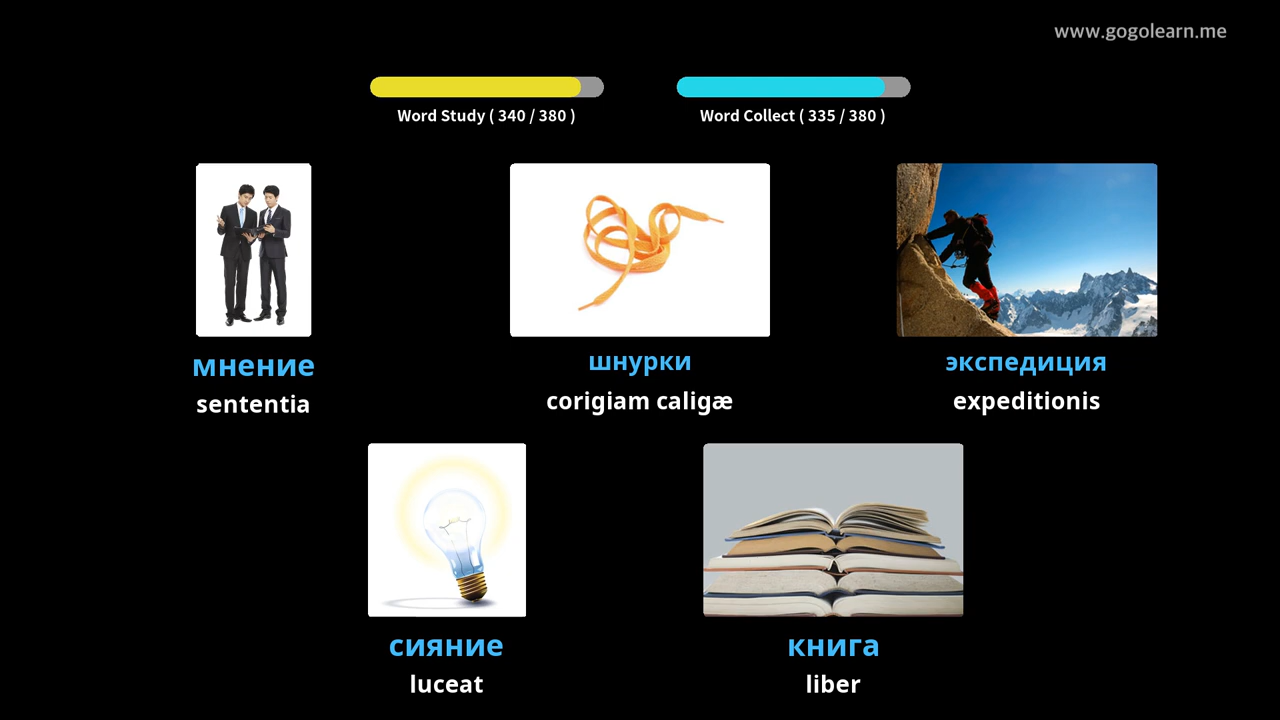 www.gogolearn.me
Word Study ( 340 / 380 )
Word Collect ( 335 / 380 )
мнение
sententia
шнурки
corigiam caligæ
экспедиция
expeditionis
сияние
luceat
книга
liber